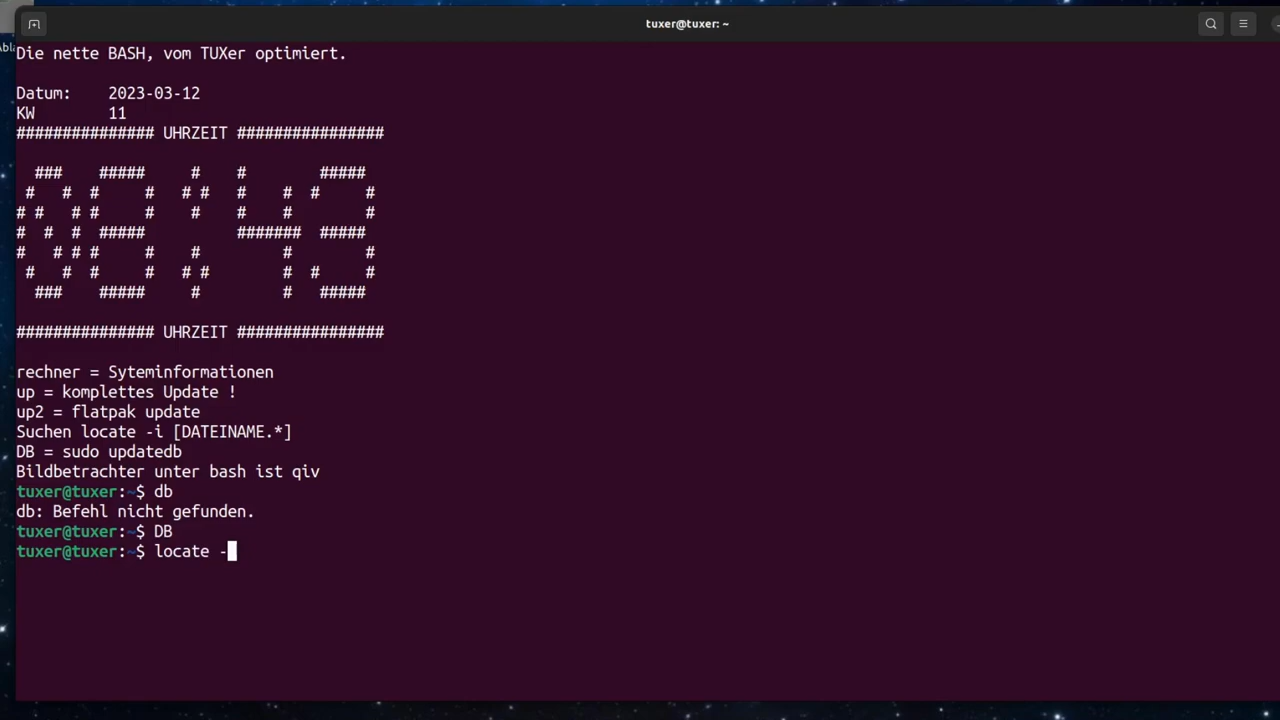 tuxer@tuxer: ~
Die nette BASH, vom TUXer optimiert.
Datum:    2023-03-12
KW        11
############### UHRZEIT ################
08:43
############### UHRZEIT ################
rechner = Syteminformationen
up = komplettes Update !
up2 = flatpak update
Suchen locate -i [DATEINAME.*]
DB = sudo updatedb
Bildbetrachter unter bash ist qiv
tuxer@tuxer:~$ db
db: Befehl nicht gefunden.
tuxer@tuxer:~$ DB
tuxer@tuxer:~$ locate -